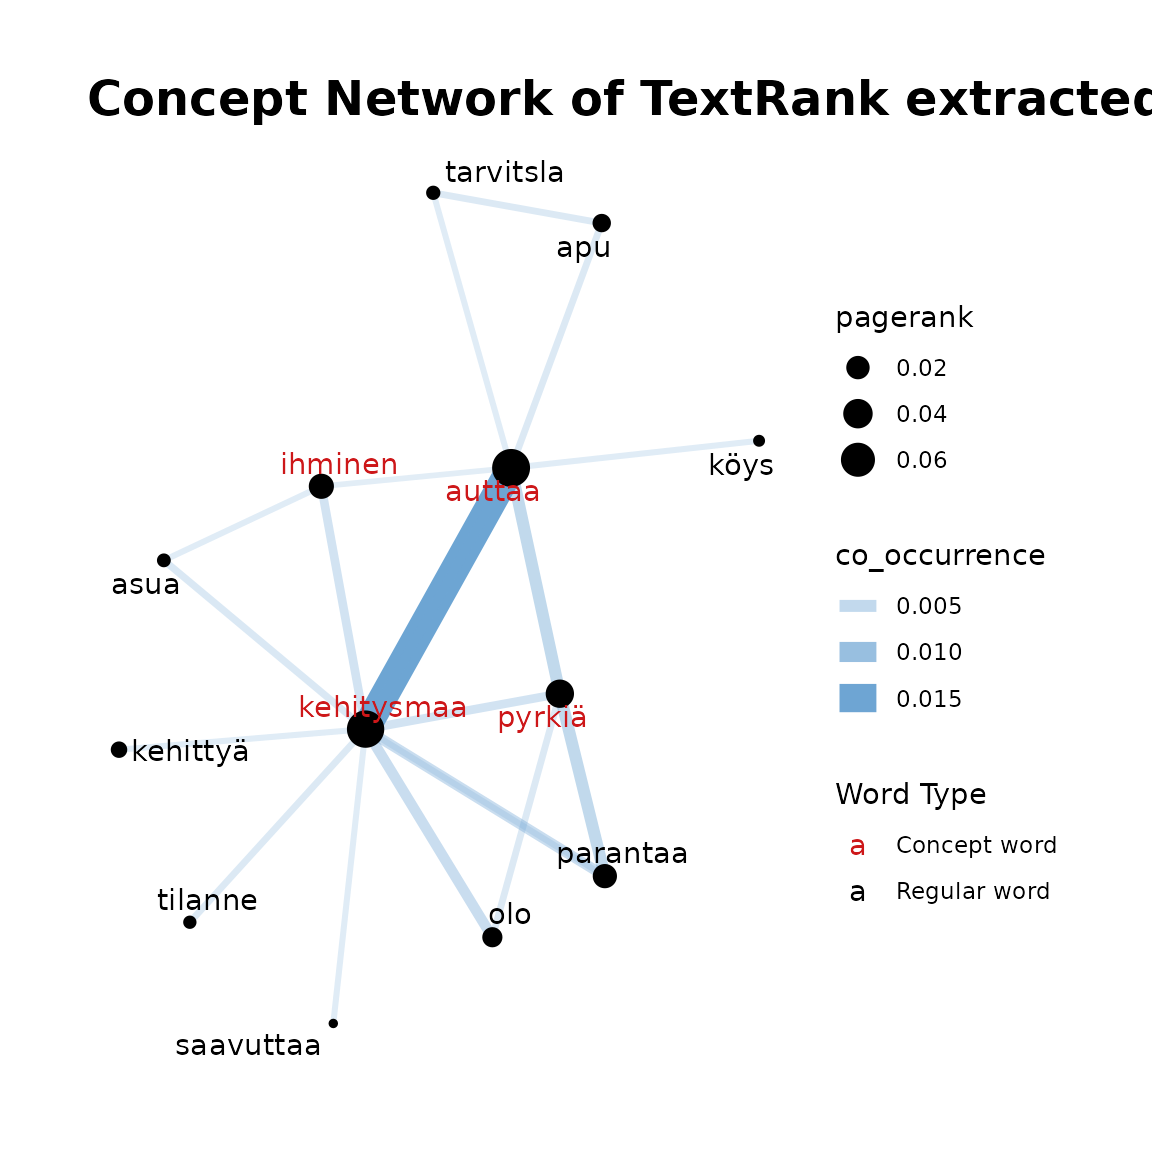 Concept Network of TextRank extracted
tarvitsla
apu
ihminen
auttaa
köys
asua
kehitysmaa
pyrkiä
kehittyä
parantaa
tilanne
olo
saavuttaa
pagerank
0.02
0.04
0.06
co_occurrence
0.005
0.010
0.015
Word Type
a Concept word
a Regular word